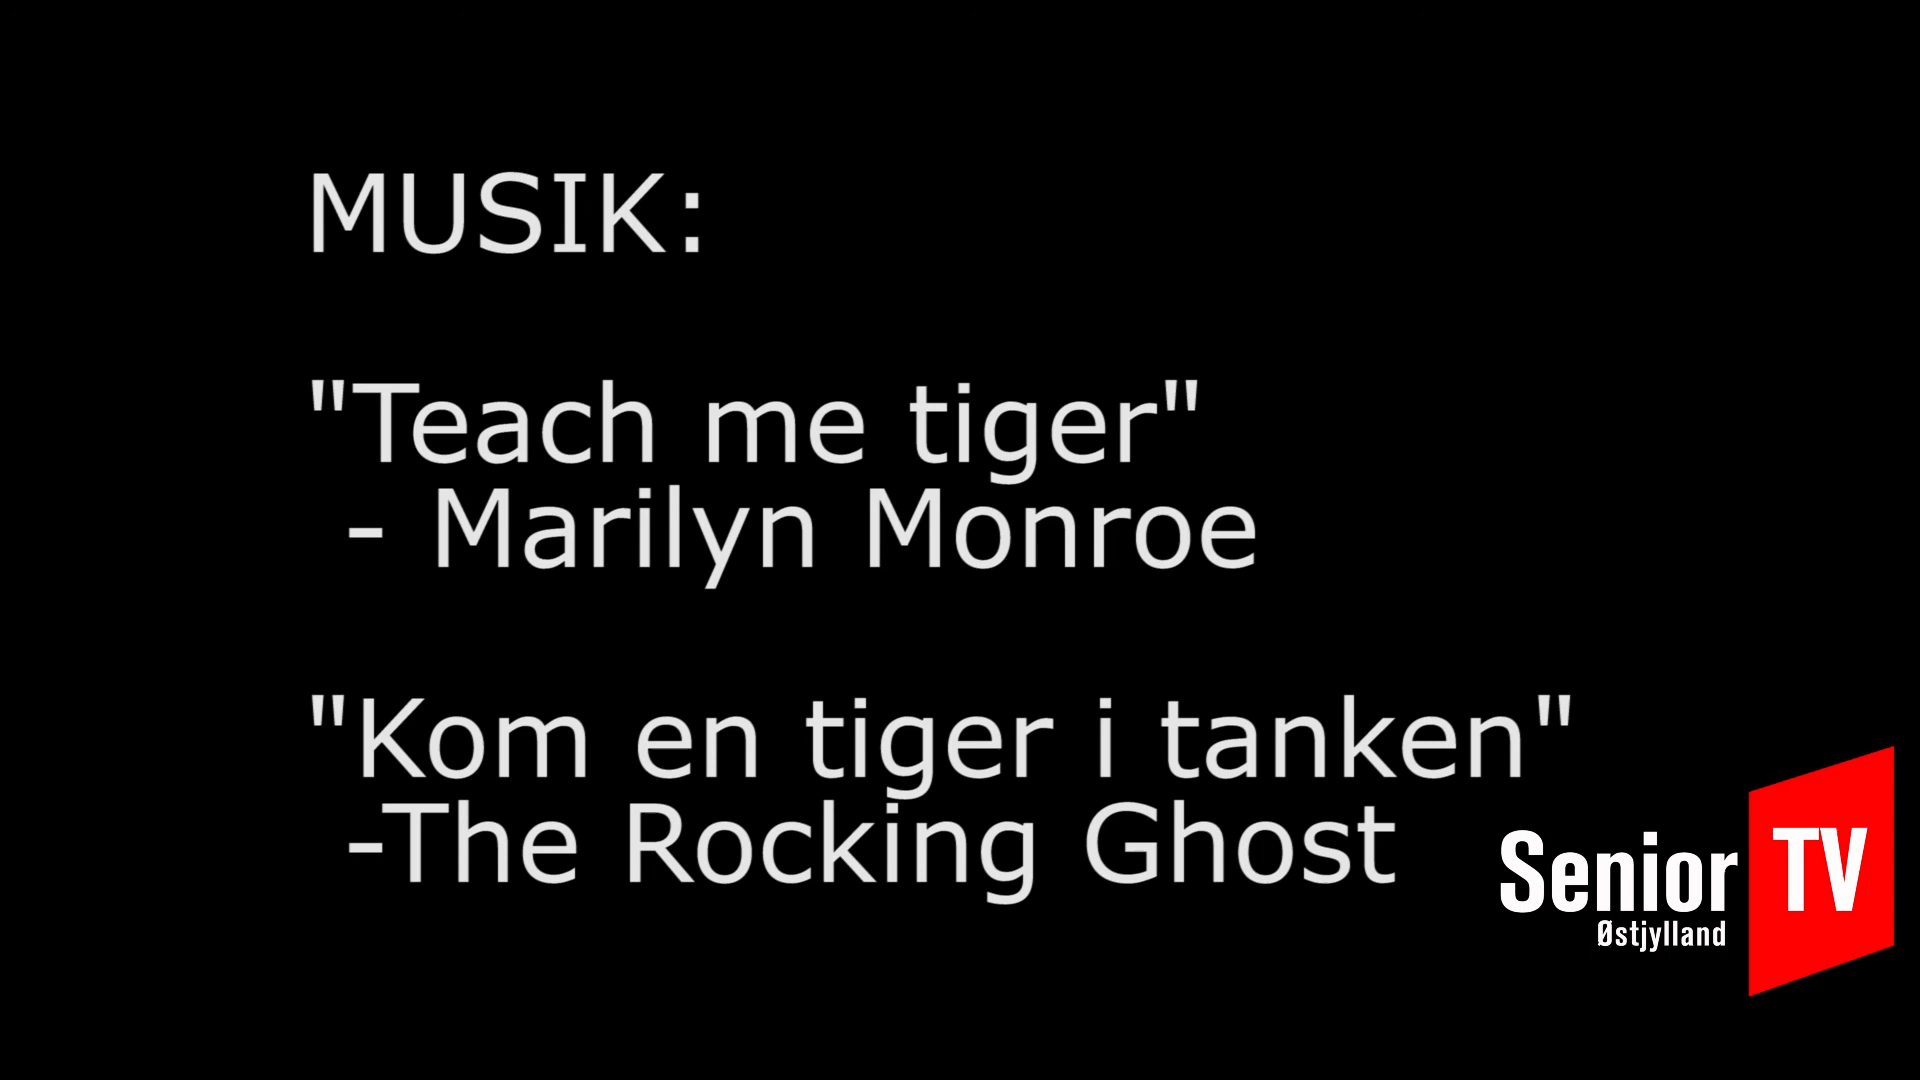 MUSIK:
"Teach me tiger"
- Marilyn Monroe
"Kom en tiger i tanken"
-The Rocking Ghost
Senior TV
Østjylland